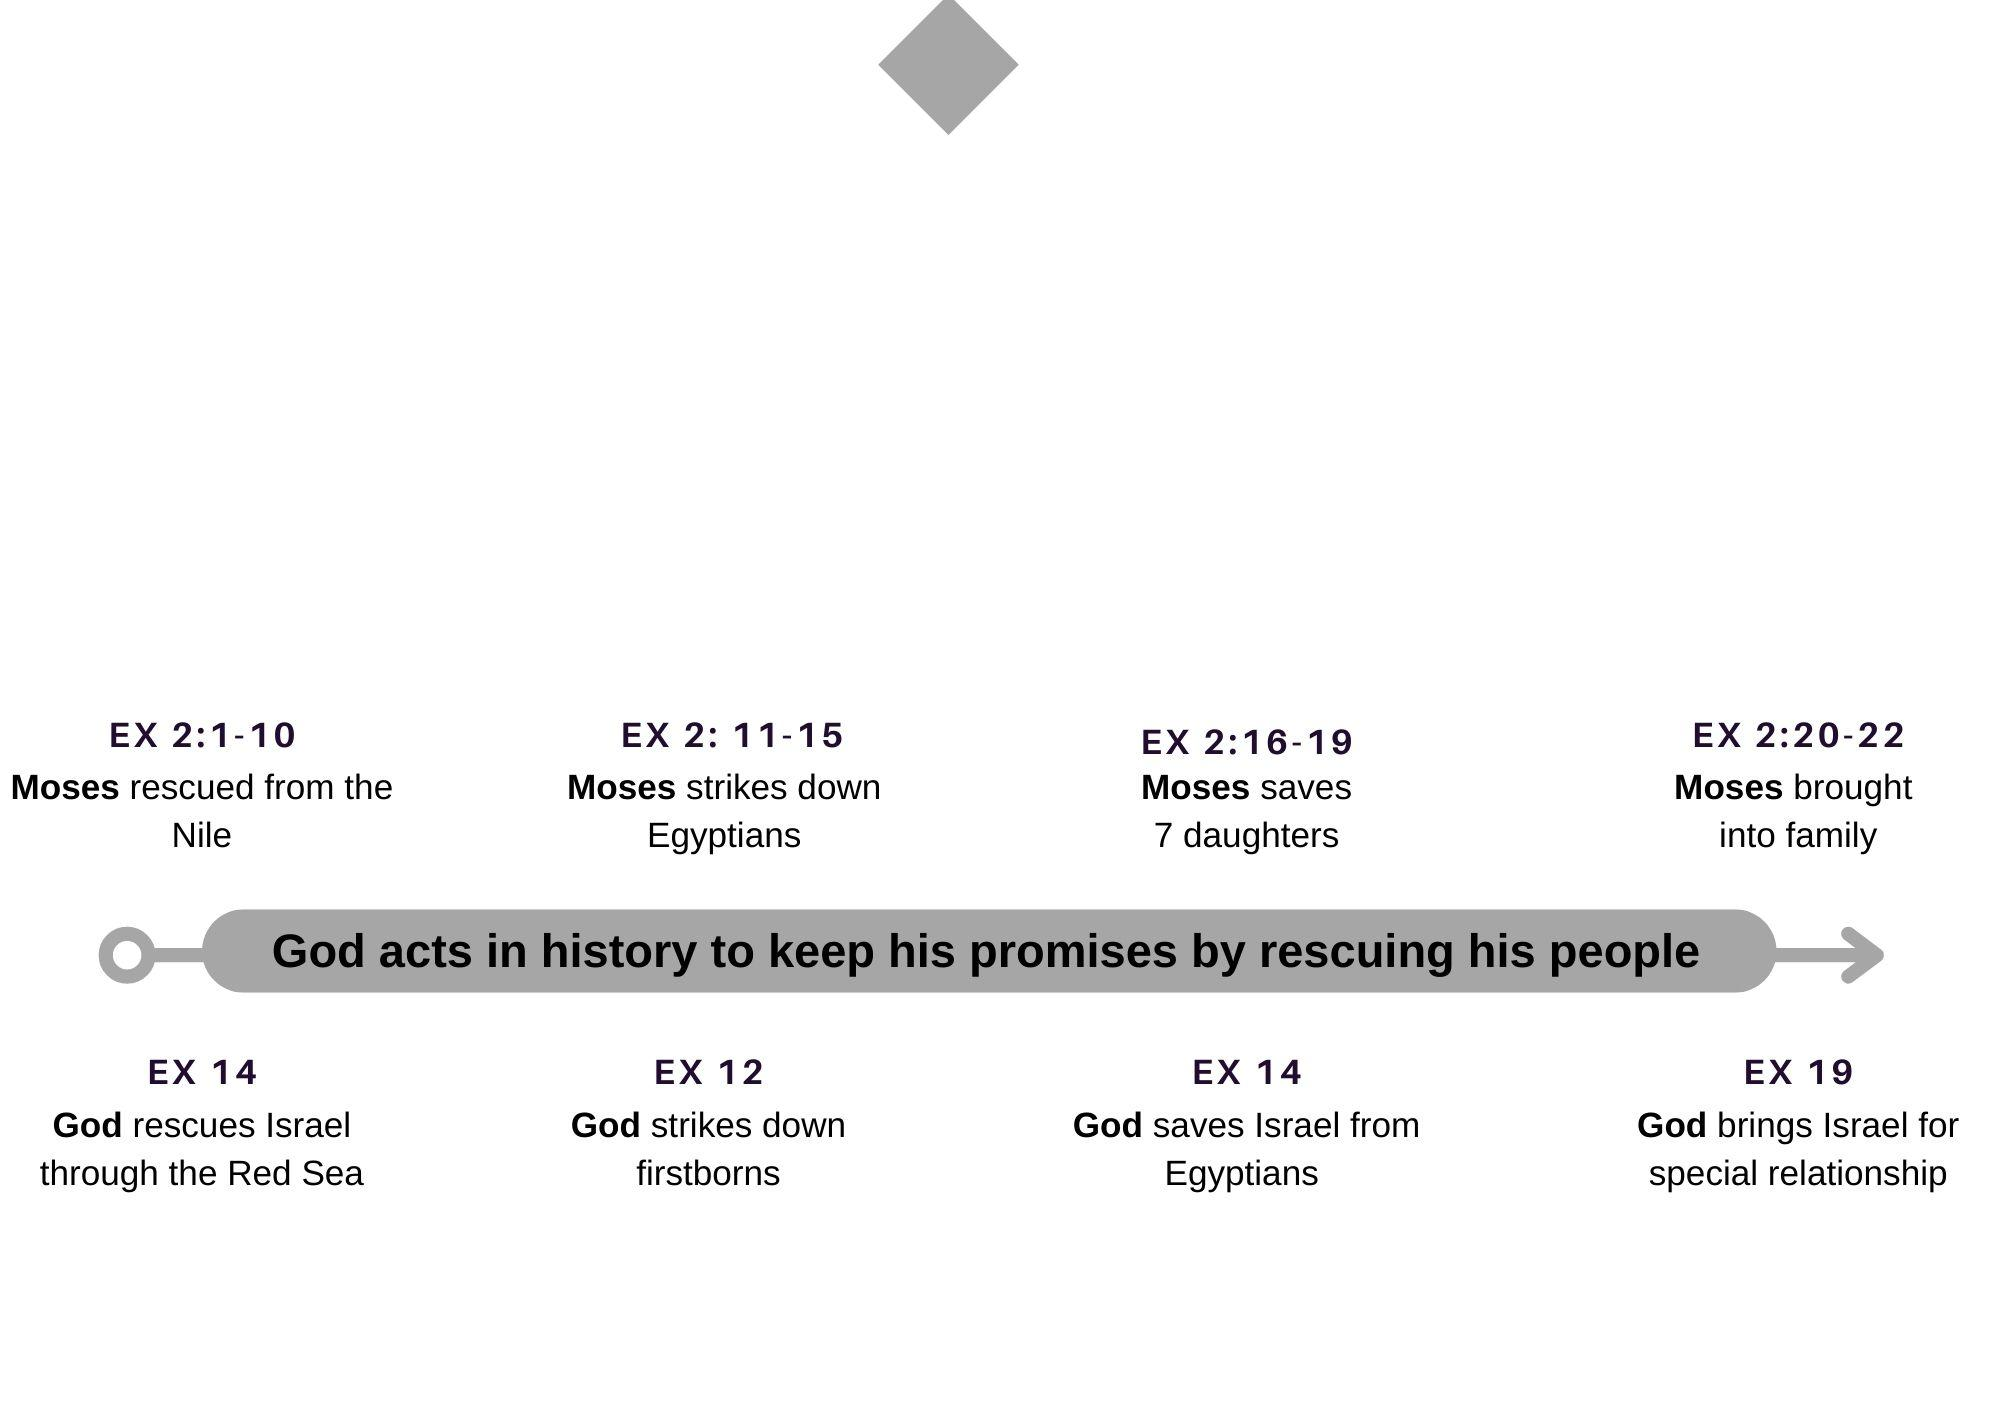 EX 2:1-10
Moses rescued from the
Nile
EX 2: 11-15
Moses strikes down
Egyptians
EX 2:16-19
Moses saves
7 daughters
EX 2:20-22
Moses brought
into family
God acts in history to keep his promises by rescuing his people
EX 14
God rescues Israel
through the Red Sea
EX 12
God strikes down
firstborns
EX 14
God saves Israel from
Egyptians
EX 19
God brings Israel for
special relationship